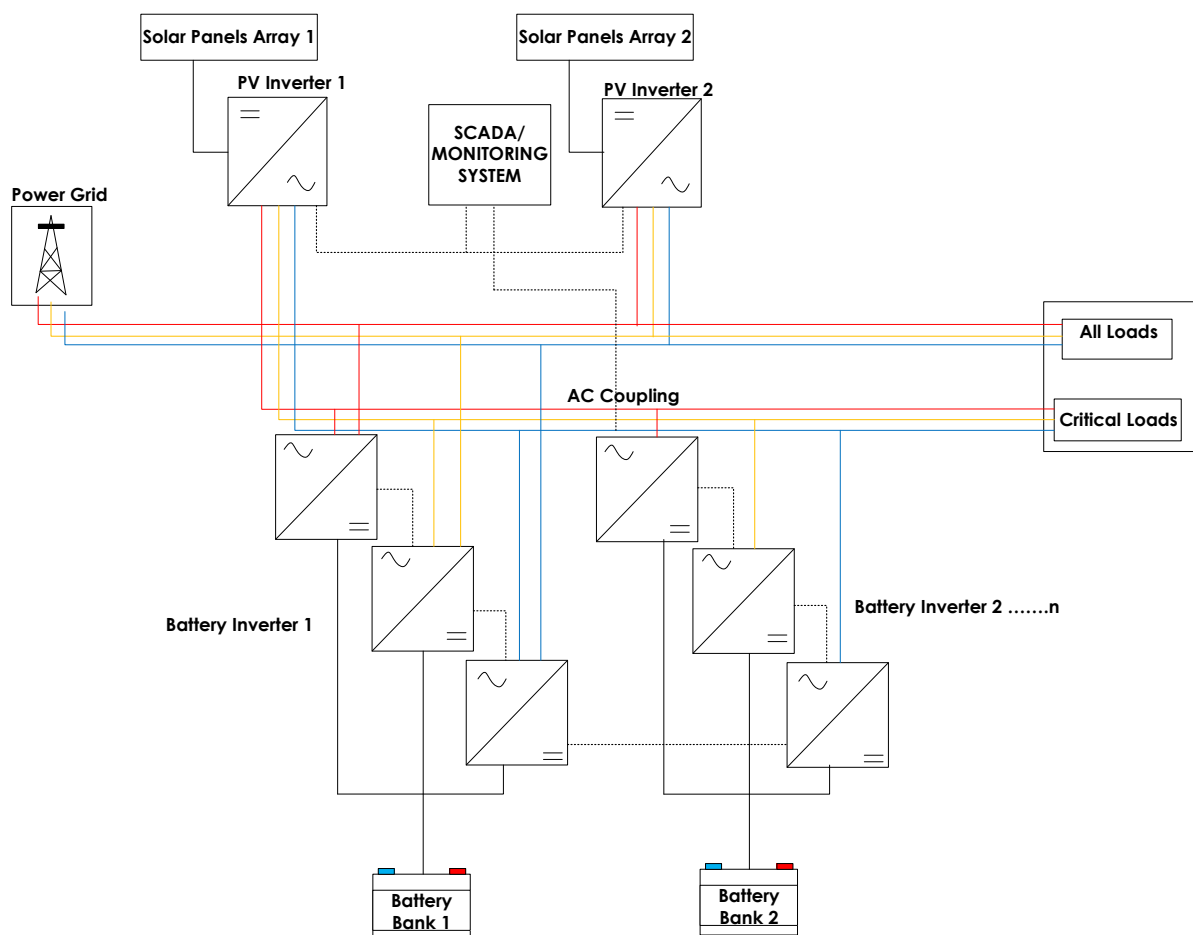 Solar Panels Array 1
Solar Panels Array 2
PV Inverter 1
PV Inverter 2
SCADA/
MONITORING
SYSTEM
Power Grid
All Loads
AC Coupling
Critical Loads
Battery Inverter 1
Battery Inverter 2 .......n
Battery
Bank 1
Battery
Bank 2